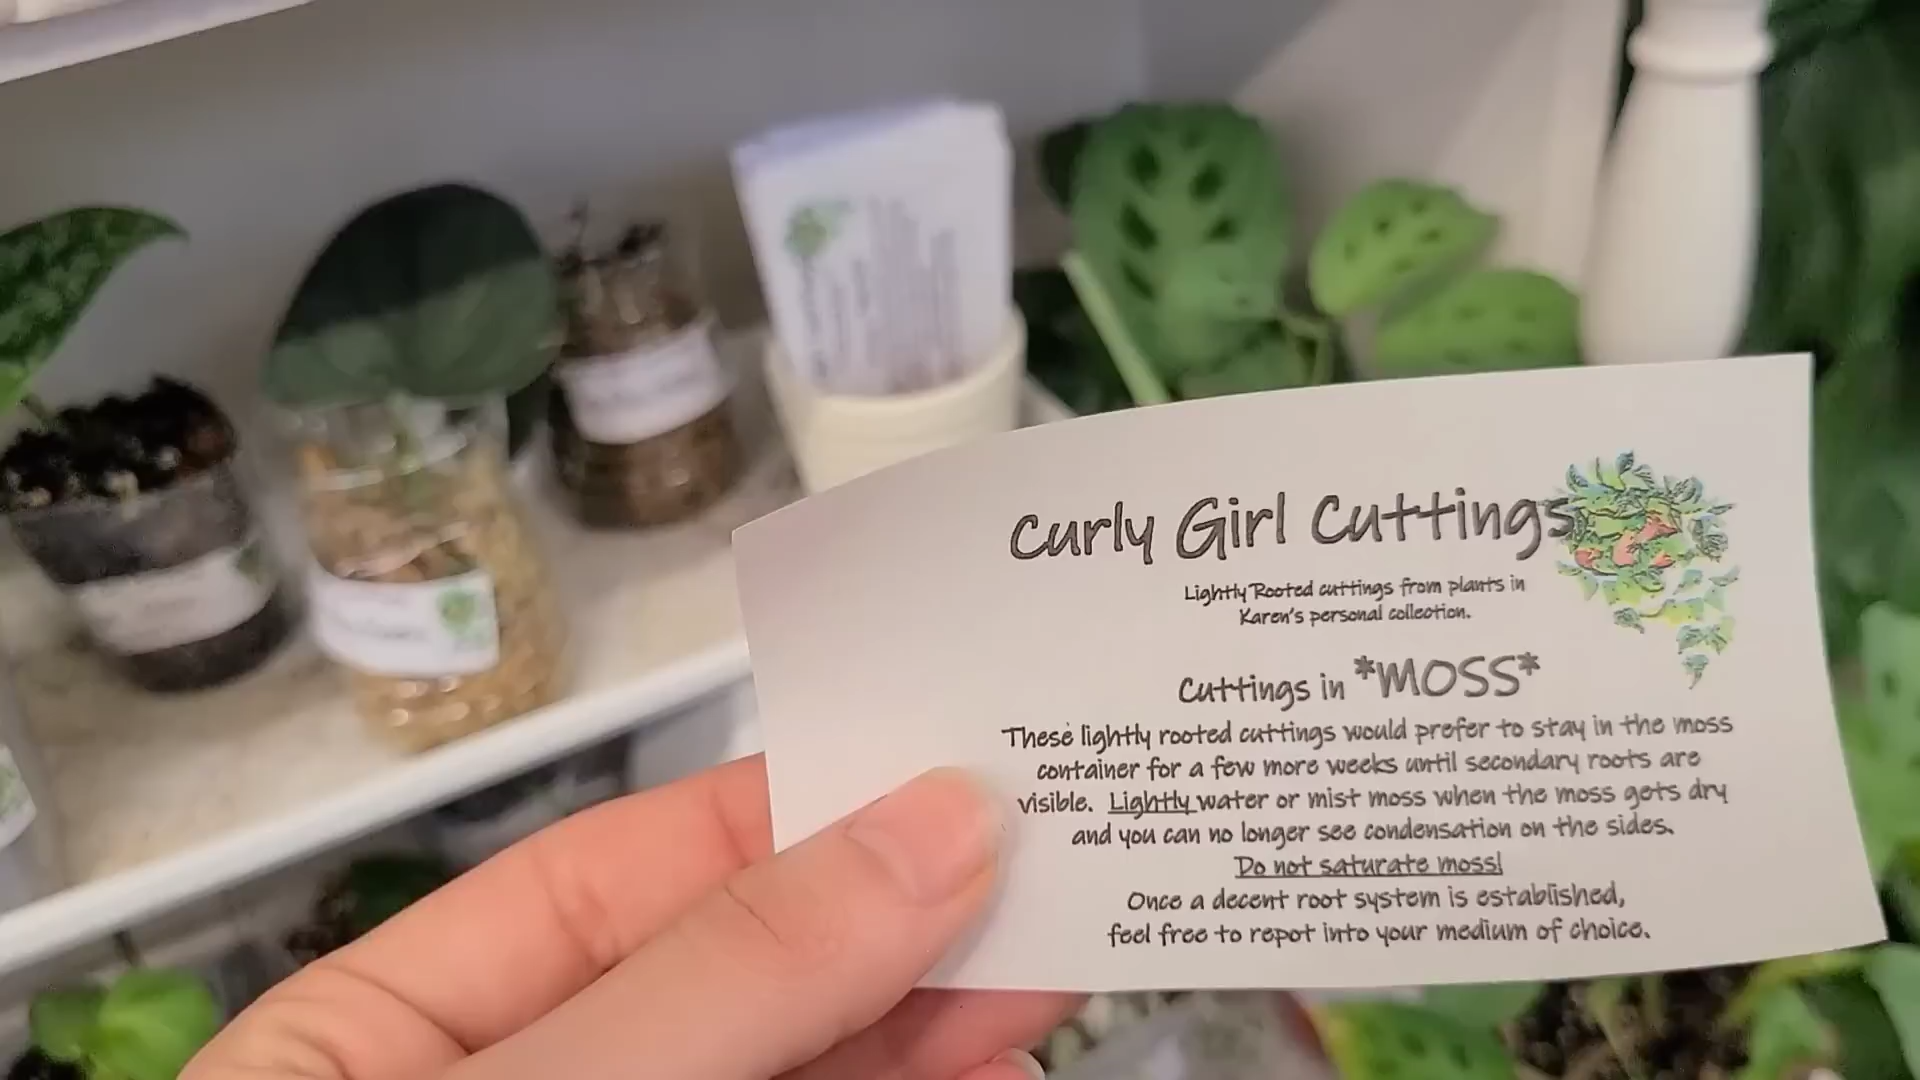 Curly Girl Cuttings
Lightly Rooted cuttings from plants in
Karen's personal collection.
Cuttings in *MOSS*
These lightly rooted cuttings would prefer to stay in the moss
container for a few more weeks until secondary roots are
visible. Lightly water or mist moss when the moss gets dry
and you can no longer see condensation on the sides.
Do not saturate moss!
Once a decent root system is established,
feel free to repot into your medium of choice.